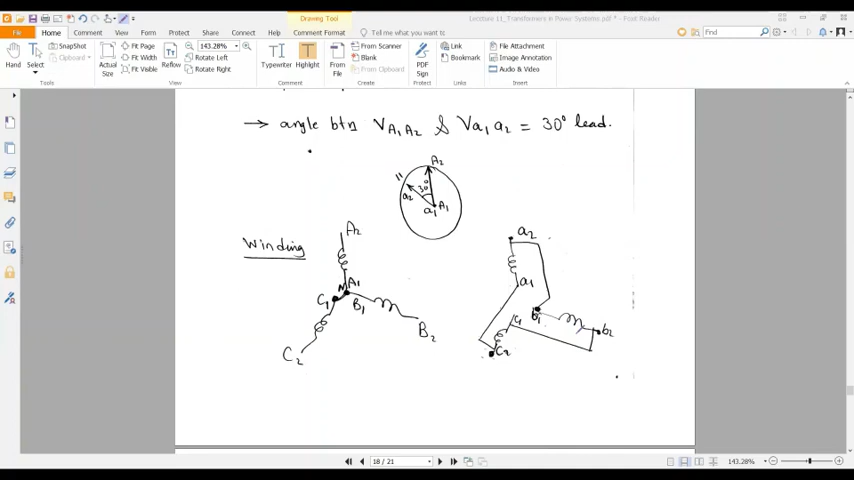 Drawing Tool
Leccture 11_Transformers in Power Systems.pdf * - Foxit Reader
File Home Comment View Form Protect Share Connect Help Comment Format Tell me what you want to do... Find
SnapShot
Clipboard
Hand Select
Actual Size
Fit Page
Fit Width
Fit Visible
Reflow
143.28%
Rotate Left
Rotate Right
Typewriter Highlight
From File
From Scanner
Blank
From Clipboard
PDF Sign
Link
Bookmark
File Attachment
Image Annotation
Audio & Video
Tools View Comment Create Protection Links Insert
→ angle btn VA1A2 & Va1a2 = 30° lead.
11
A2
a2
30°
a1 A1
Winding
A2
N A1
C1
B1
C2
B2
a2
a1
c1
b1
b2
c2
18 / 21
143.28%